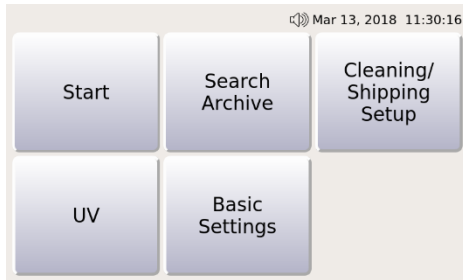 Mar 13, 2018 11:30:16
Start
Search
Archive
Cleaning/
Shipping
Setup
UV
Basic
Settings